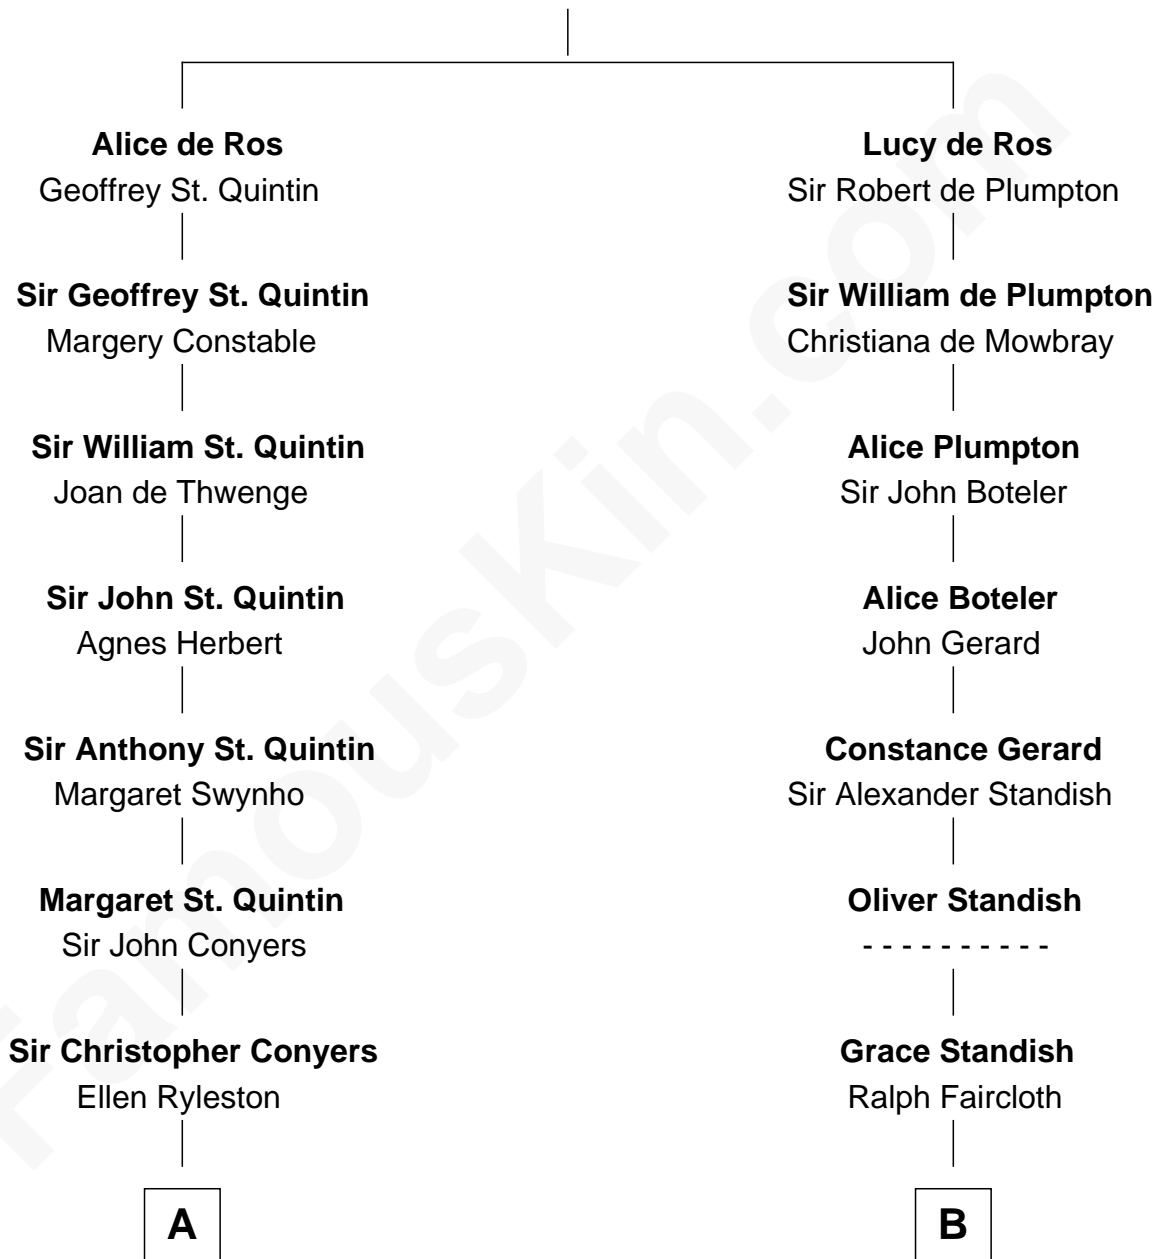 Alice de Ros
Geoffrey St. Quintin
Sir Geoffrey St. Quintin
Margery Constable
Sir William St. Quintin
Joan de Thwenge
Sir John St. Quintin
Agnes Herbert
Sir Anthony St. Quintin
Margaret Swynho
Margaret St. Quintin
Sir John Conyers
Sir Christopher Conyers
Ellen Ryleston
A
Lucy de Ros
Sir Robert de Plumpton
Sir William de Plumpton
Christiana de Mowbray
Alice Plumpton
Sir John Boteler
Alice Boteler
John Gerard
Constance Gerard
Sir Alexander Standish
Oliver Standish
- - - - - - - - - -
Grace Standish
Ralph Faircloth
B
FamousKin.com